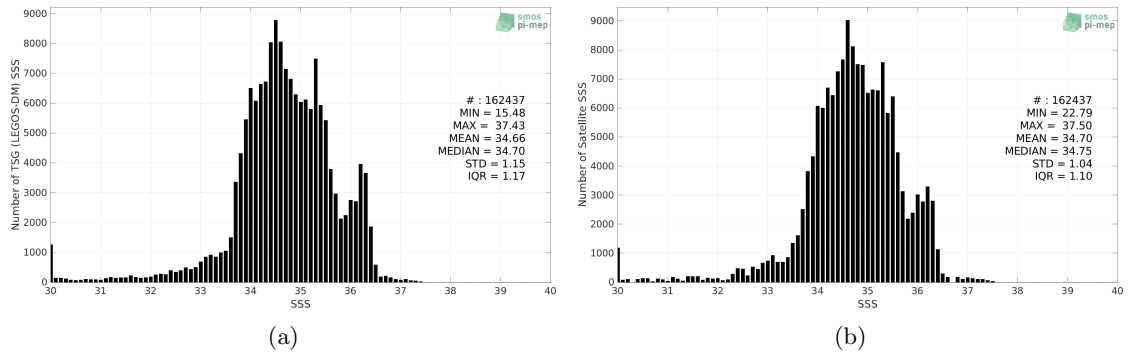 smos
pi-mep
Number of TSG (LEGOS-DM) SSS
9000
8000
7000
6000
5000
4000
3000
2000
1000
0
# : 162437
MIN = 15.48
MAX = 37.43
MEAN = 34.66
MEDIAN = 34.70
STD = 1.15
IQR = 1.17
30 31 32 33 34 35 36 37 38 39 40
SSS
(a)
smos
pi-mep
Number of Satellite SSS
9000
8000
7000
6000
5000
4000
3000
2000
1000
0
# : 162437
MIN = 22.79
MAX = 37.50
MEAN = 34.70
MEDIAN = 34.75
STD = 1.04
IQR = 1.10
30 31 32 33 34 35 36 37 38 39 40
SSS
(b)